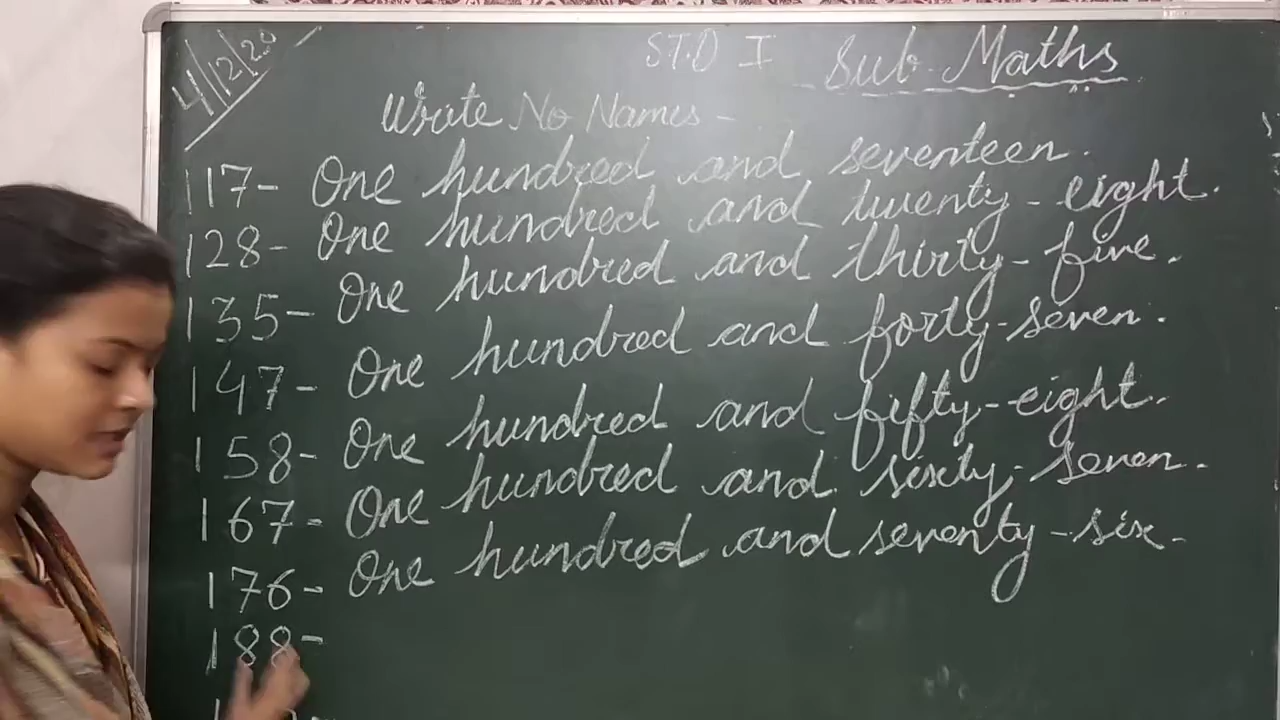 4/12/20
STD I Sub. Maths
Write No Names -
117- One hundred and seventeen.
128- One hundred and twenty-eight.
135- One hundred and thirty-five.
147- One hundred and forty-seven.
158- One hundred and fifty-eight.
167- One hundred and sixty-seven.
176- One hundred and seventy-six.
188-